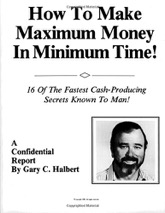 How To Make
Maximum Money
In Minimum Time!
16 Of The Fastest Cash-Producing
Secrets Known To Man!
A
Confidential
Report
By Gary C. Halbert